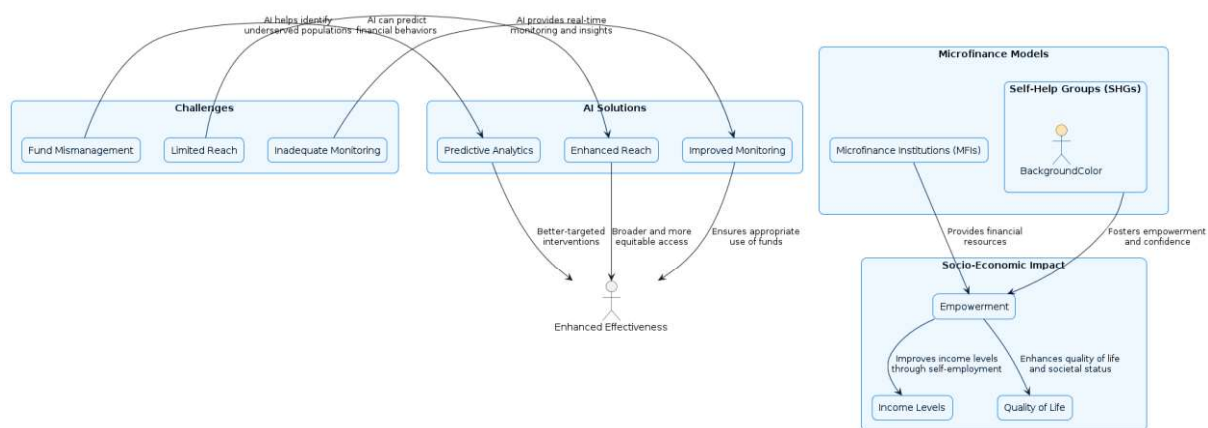 AI helps identify
underserved populations
AI can predict
financial behaviors
AI provides real-time
monitoring and insights
Challenges
Fund Mismanagement
Limited Reach
Inadequate Monitoring
AI Solutions
Predictive Analytics
Enhanced Reach
Improved Monitoring
Better-targeted
interventions
Broader and more
equitable access
Ensures appropriate
use of funds
Enhanced Effectiveness
Microfinance Models
Self-Help Groups (SHGs)
Microfinance Institutions (MFIs)
BackgroundColor
Provides financial
resources
Fosters empowerment
and confidence
Socio-Economic Impact
Empowerment
Improves income levels
through self-employment
Enhances quality of life
and societal status
Income Levels
Quality of Life